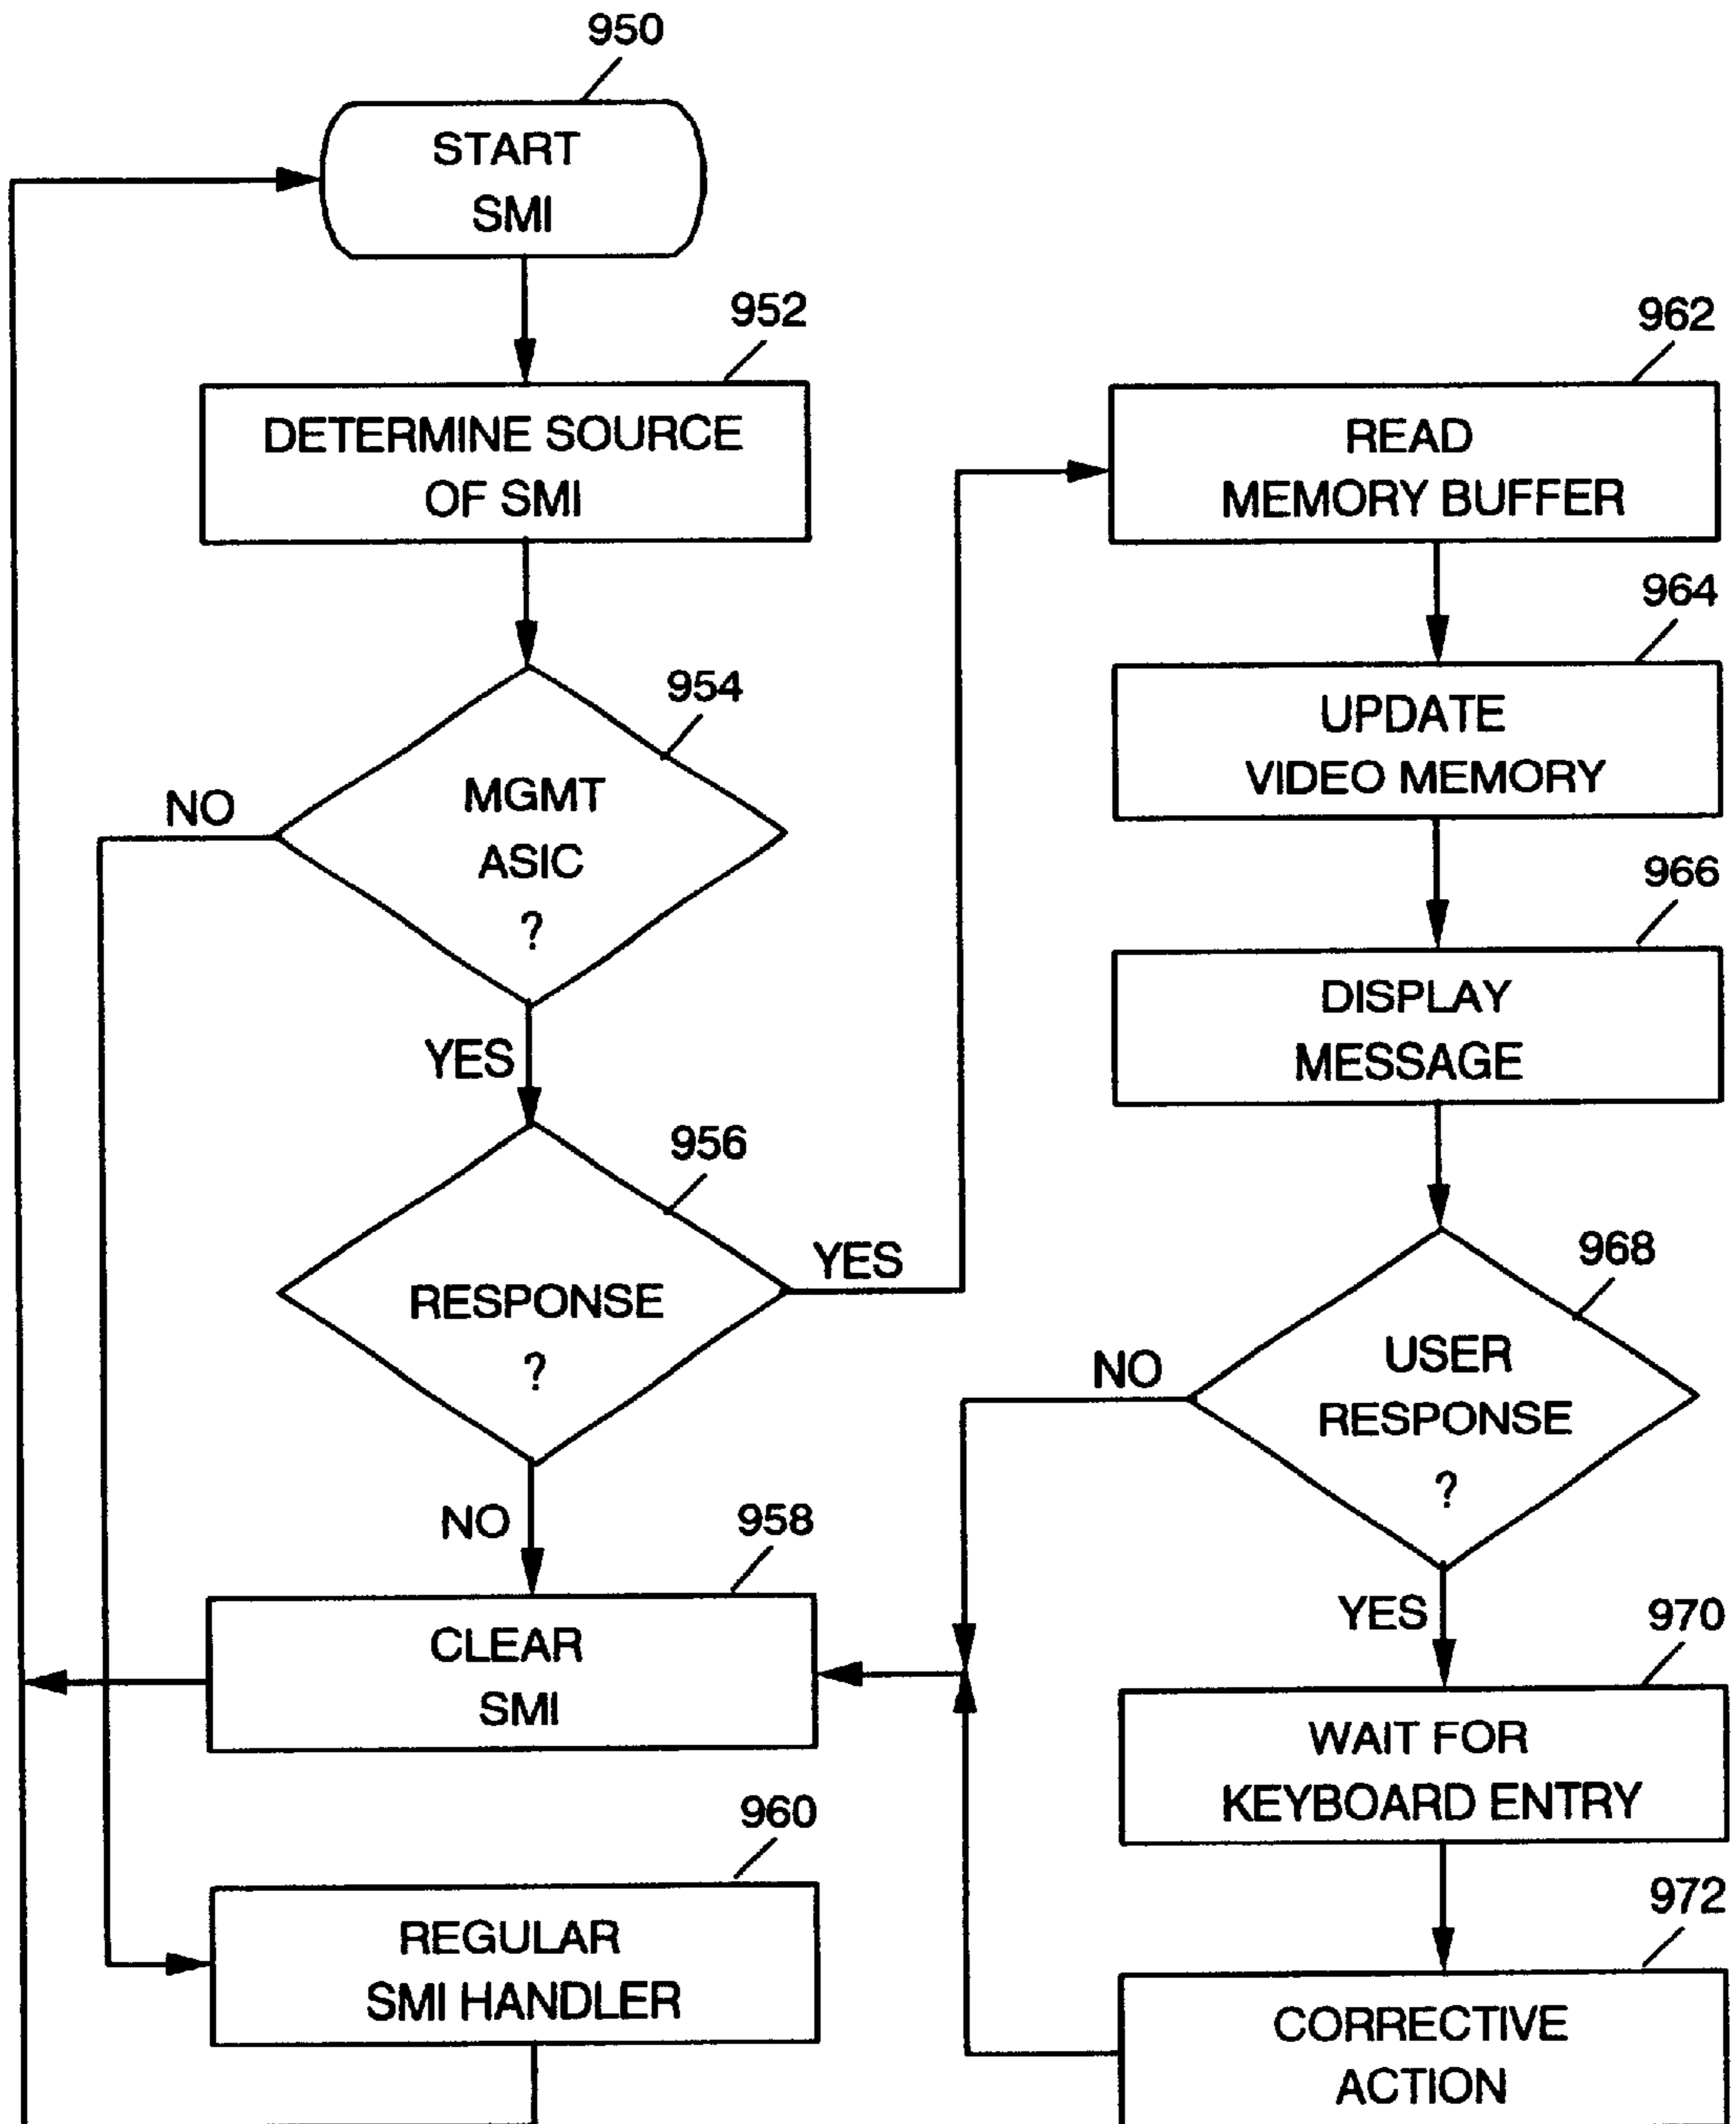 950
START
SMI
952
DETERMINE SOURCE
OF SMI
954
NO
MGMT
ASIC
?
YES
956
RESPONSE
?
YES
NO
958
CLEAR
SMI
960
REGULAR
SMI HANDLER
962
READ
MEMORY BUFFER
964
UPDATE
VIDEO MEMORY
966
DISPLAY
MESSAGE
968
NO
USER
RESPONSE
?
YES
970
WAIT FOR
KEYBOARD ENTRY
972
CORRECTIVE
ACTION